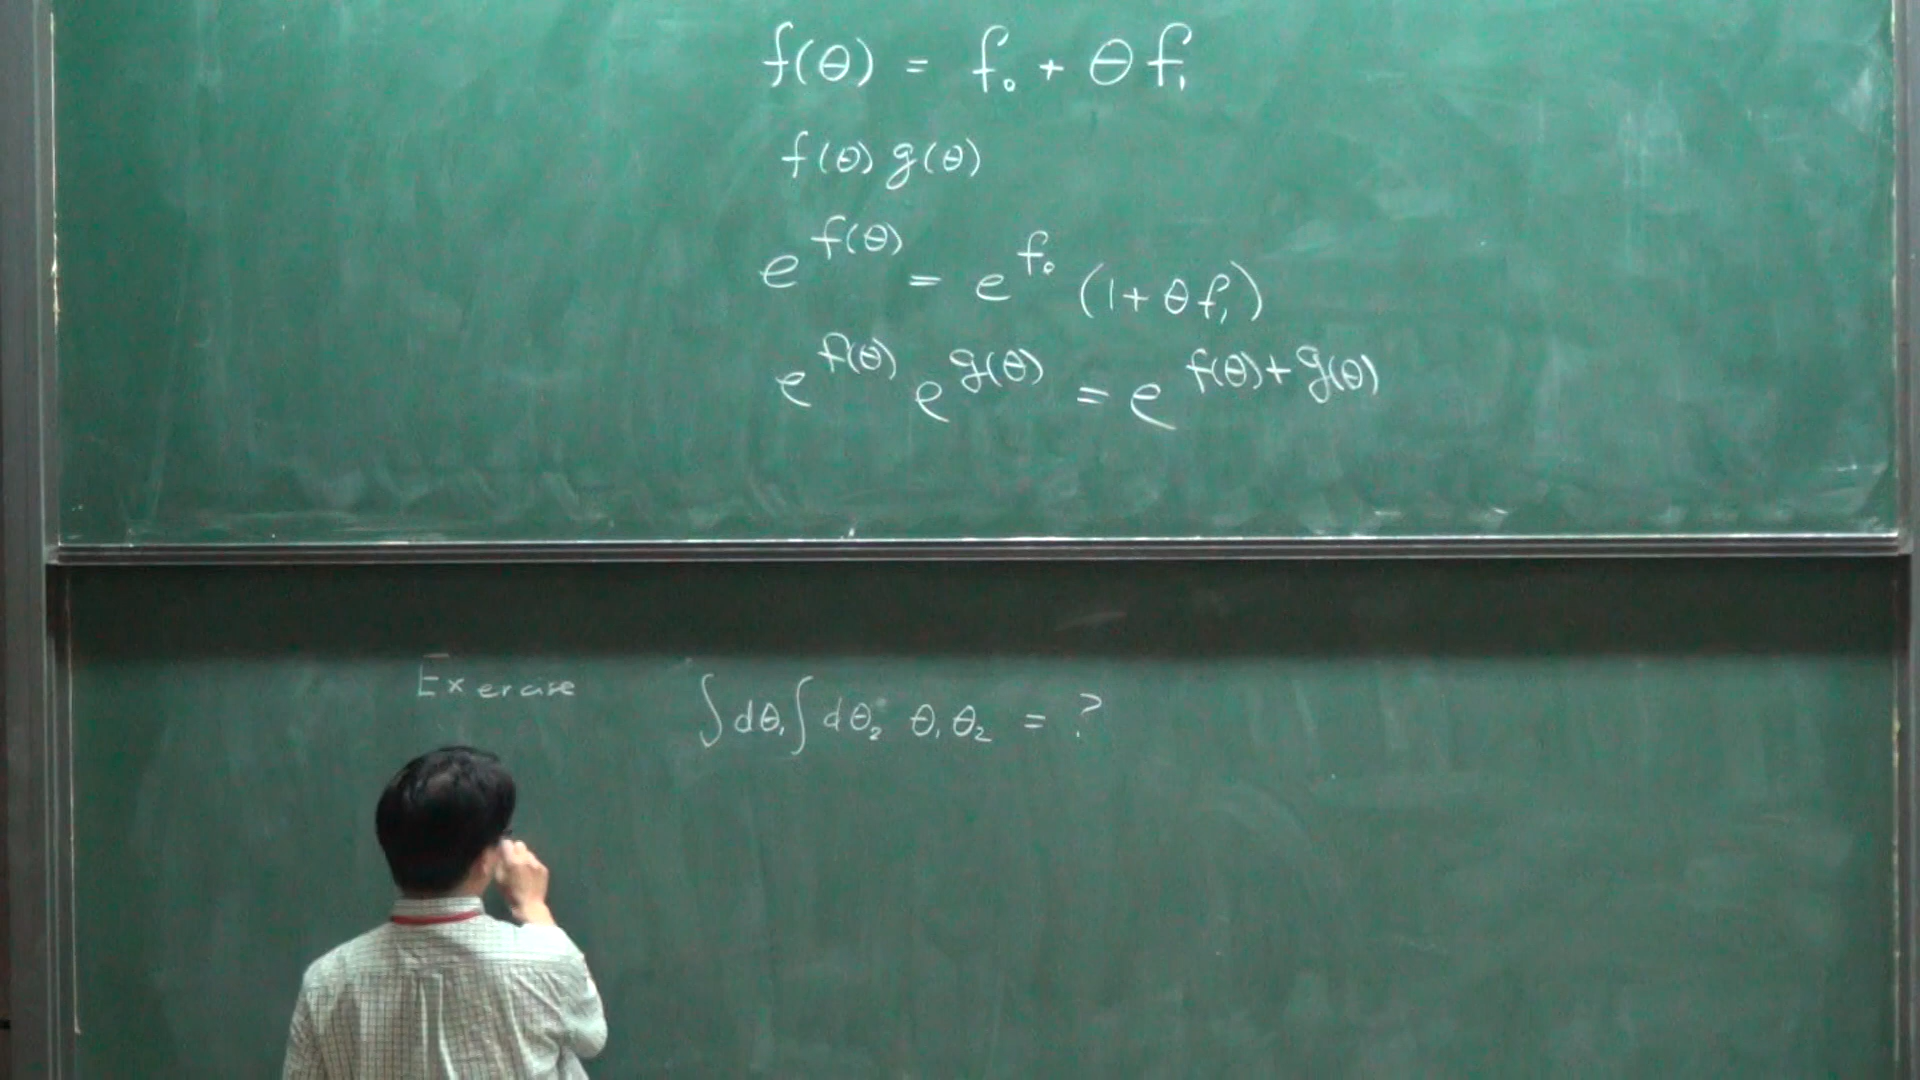 f(θ) = f₀ + θ f₁
f(θ) g(θ)
e^{f(θ)} = e^{f₀} (1 + θ f₁)
e^{f(θ)} e^{g(θ)} = e^{f(θ)+g(θ)}
Exercise ∫dθ₁∫dθ₂ θ₁θ₂ = ?